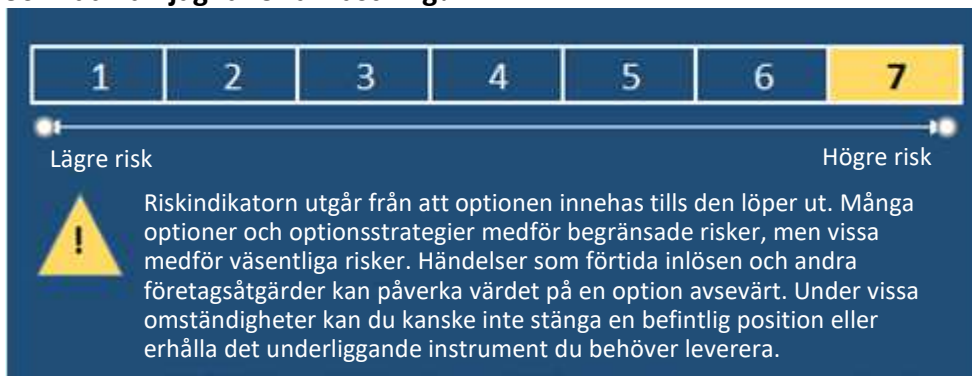 1 2 3 4 5 6 7
Lägre risk Högre risk
!
Riskindikatorn utgår från att optionen innehas tills den löper ut. Många
optioner och optionsstrategier medför begränsade risker, men vissa
medför väsentliga risker. Händelser som förtida inlösen och andra
företagsåtgärder kan påverka värdet på en option avsevärt. Under vissa
omständigheter kan du kanske inte stänga en befintlig position eller
erhålla det underliggande instrument du behöver leverera.